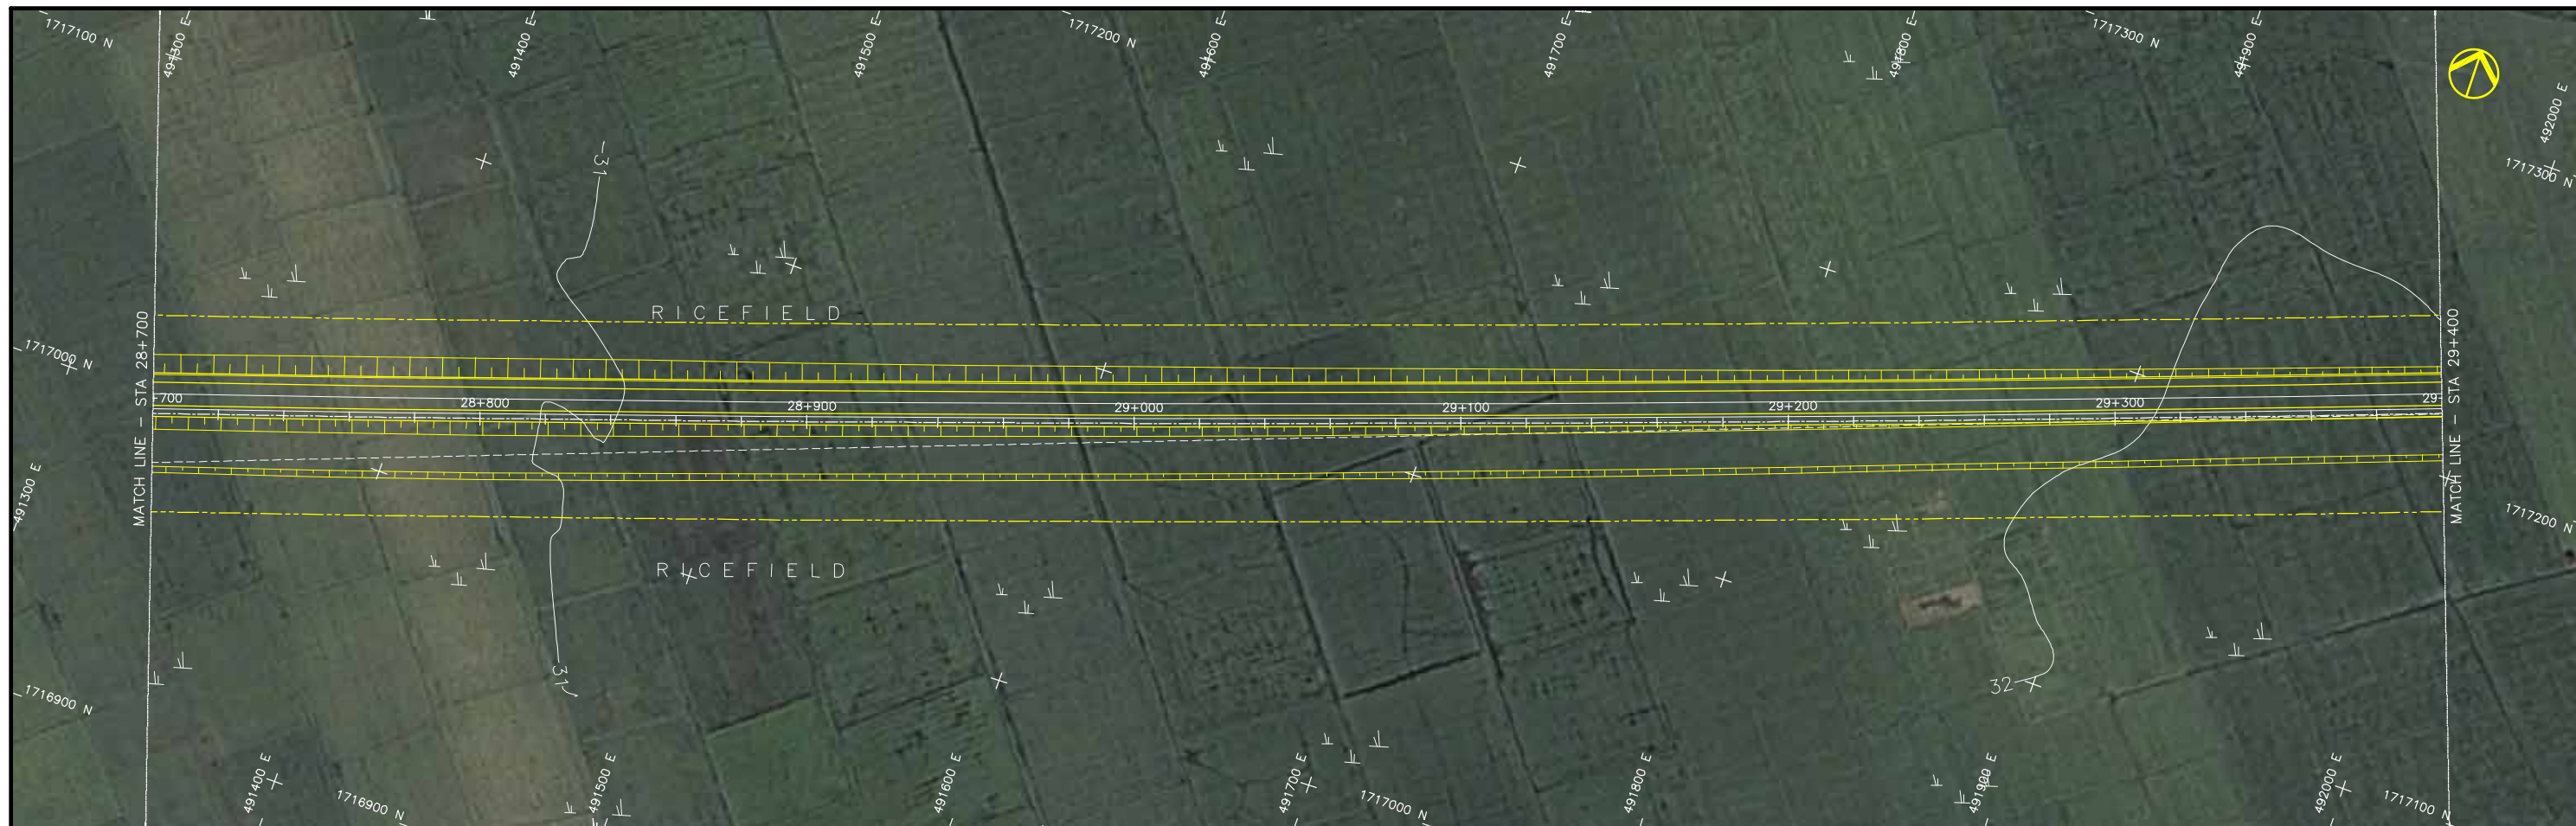 1717100 N
491300 E
491400 E
491500 E
1717200 N
491600 E
491700 E
491800 E
1717300 N
491900 E
492000 E
1717300 N
31
RICEFIELD
1717000 N
MATCH LINE - STA 28+700
MATCH LINE - STA 29+400
-700
28+800
28+900
29+000
29+100
29+200
29+300
29-
491300 E
1717200 N
RICEFIELD
31
32
1716900 N
491400 E
1716900 N
491500 E
491600 E
491700 E
1717000 N
491800 E
491900 E
492000 E
1717100 N